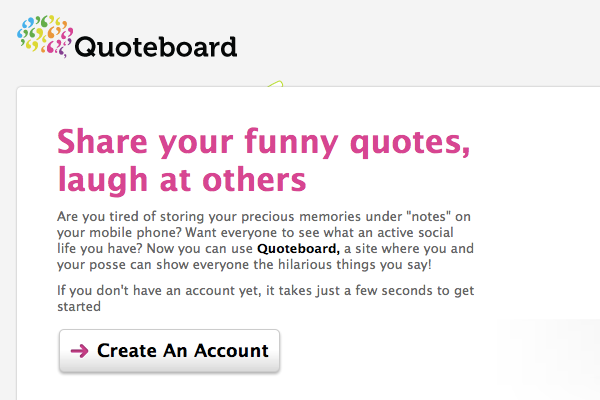 Quoteboard
Share your funny quotes,
laugh at others
Are you tired of storing your precious memories under "notes" on
your mobile phone? Want everyone to see what an active social
life you have? Now you can use Quoteboard, a site where you and
your posse can show everyone the hilarious things you say!
If you don't have an account yet, it takes just a few seconds to get
started
Create An Account